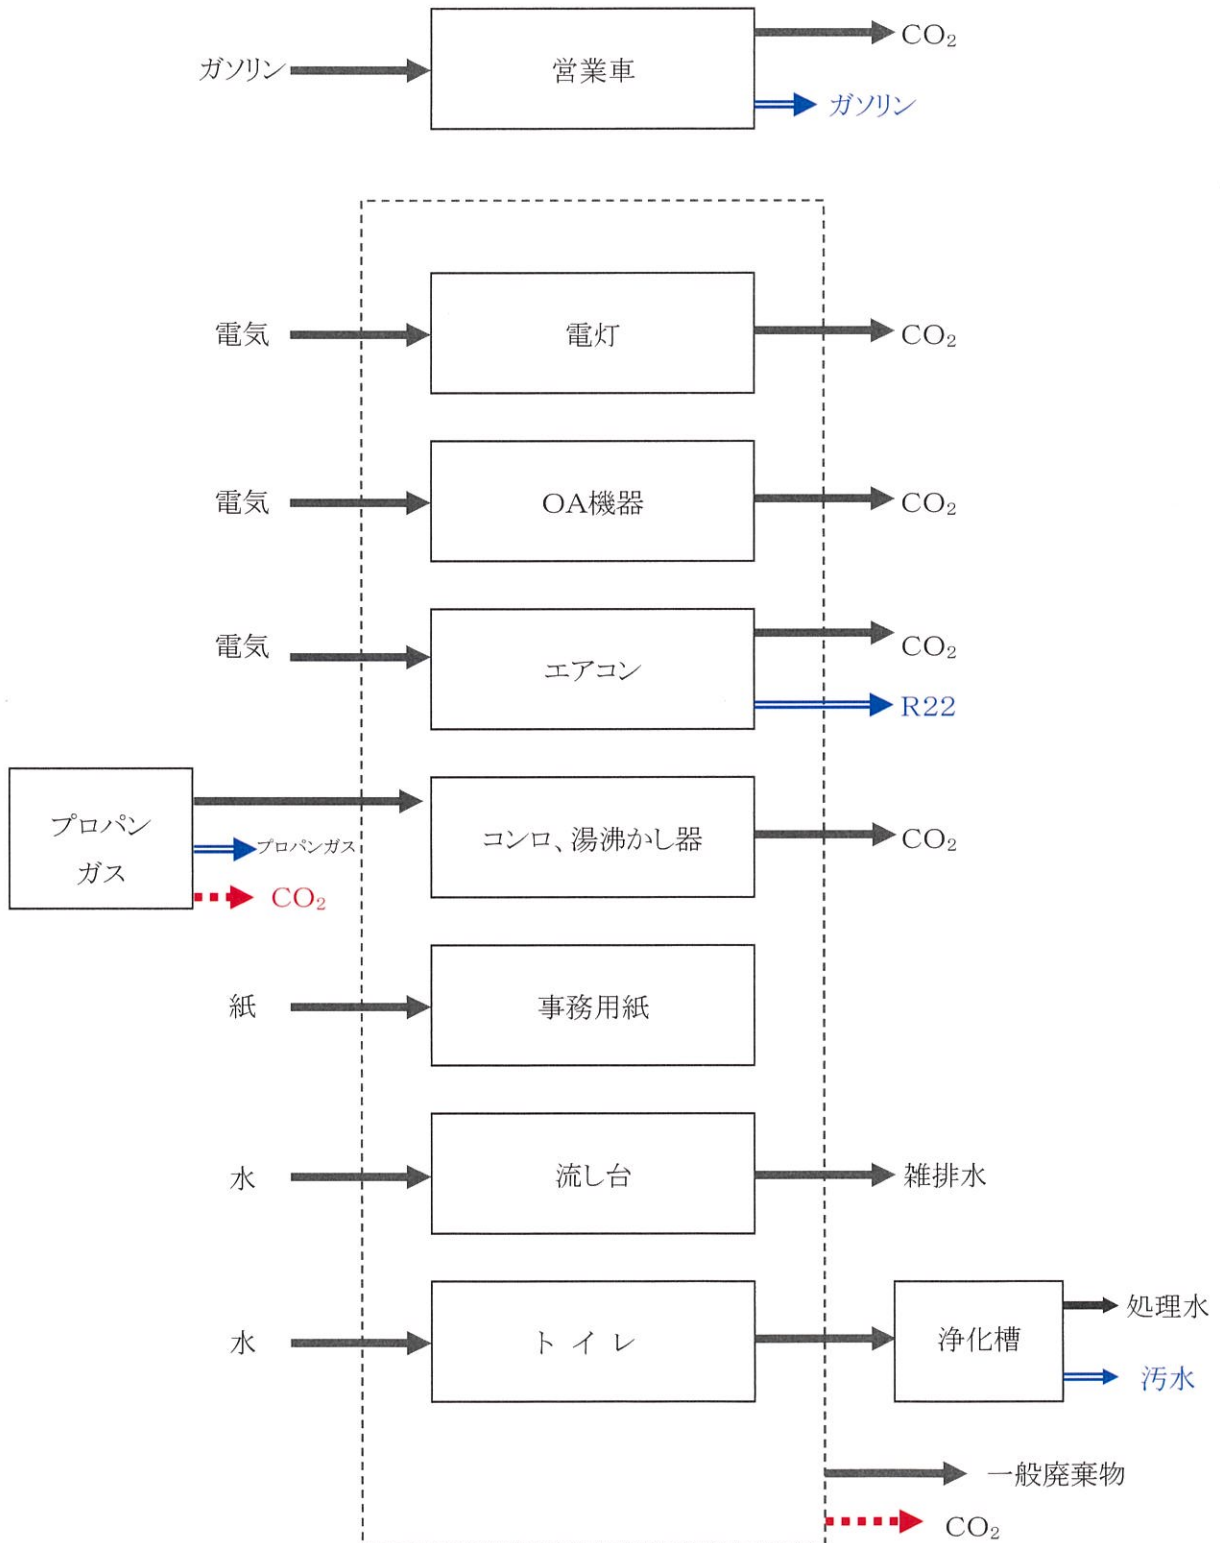 ガソリン
営業車
CO₂
ガソリン
電気
電灯
CO₂
電気
OA機器
CO₂
電気
エアコン
CO₂
R22
プロパン
ガス
プロパンガス
CO₂
コンロ、湯沸かし器
CO₂
紙
事務用紙
水
流し台
雑排水
水
トイレ
浄化槽
処理水
汚水
一般廃棄物
CO₂